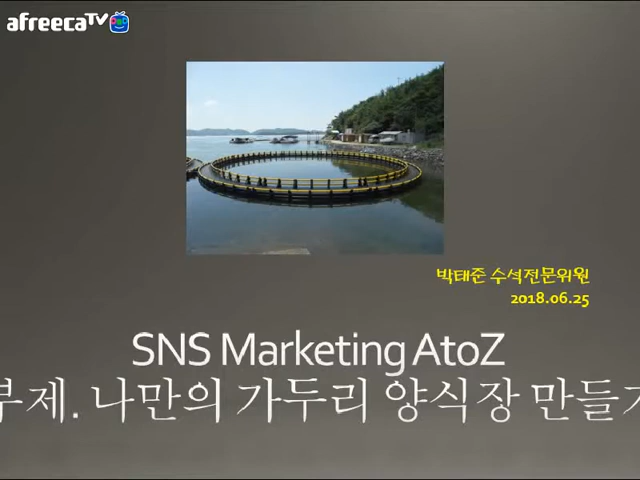 afreecaTV
박태준 수석전문위원
2018.06.25
SNS Marketing AtoZ
부제. 나만의 가두리 양식장 만들기